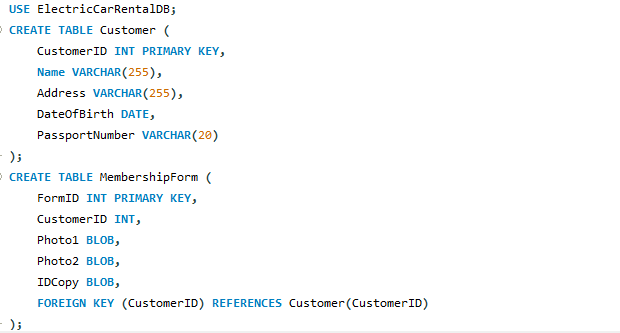 USE ElectricCarRentalDB;
CREATE TABLE Customer (
    CustomerID INT PRIMARY KEY,
    Name VARCHAR(255),
    Address VARCHAR(255),
    DateOfBirth DATE,
    PassportNumber VARCHAR(20)
);
CREATE TABLE MembershipForm (
    FormID INT PRIMARY KEY,
    CustomerID INT,
    Photo1 BLOB,
    Photo2 BLOB,
    IDCopy BLOB,
    FOREIGN KEY (CustomerID) REFERENCES Customer(CustomerID)
);